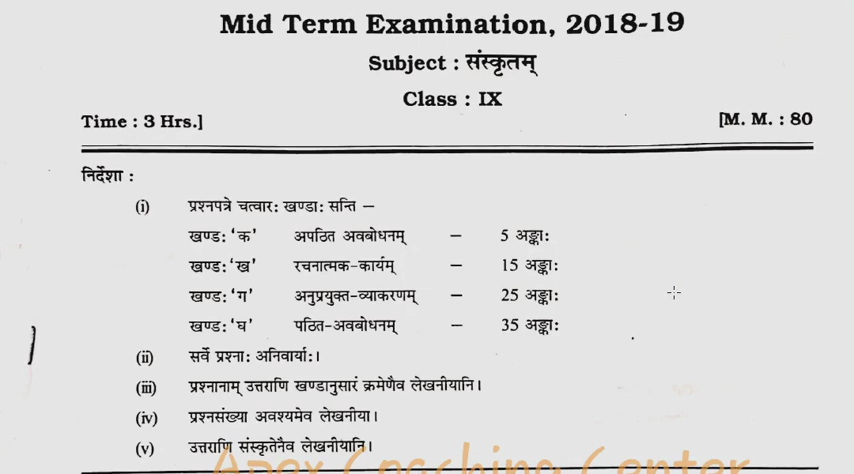 Mid Term Examination, 2018-19
Subject : संस्कृतम्
Class : IX
Time : 3 Hrs.] [M. M. : 80
निर्देशा :
(i) प्रश्नपत्रे चत्वार: खण्डा: सन्ति –
खण्ड: ‘क’ अपठित अवबोधनम् – 5 अङ्का:
खण्ड: ‘ख’ रचनात्मक-कार्यम् – 15 अङ्का:
खण्ड: ‘ग’ अनुप्रयुक्त-व्याकरणम् – 25 अङ्का:
खण्ड: ‘घ’ पठित-अवबोधनम् – 35 अङ्का:
(ii) सर्वे प्रश्ना: अनिवार्या:।
(iii) प्रश्नानाम् उत्तराणि खण्डानुसारं क्रमेणैव लेखनीयानि।
(iv) प्रश्नसंख्या अवश्यमेव लेखनीया।
(v) उत्तराणि संस्कृतेनैव लेखनीयानि।
Apex Coaching Center